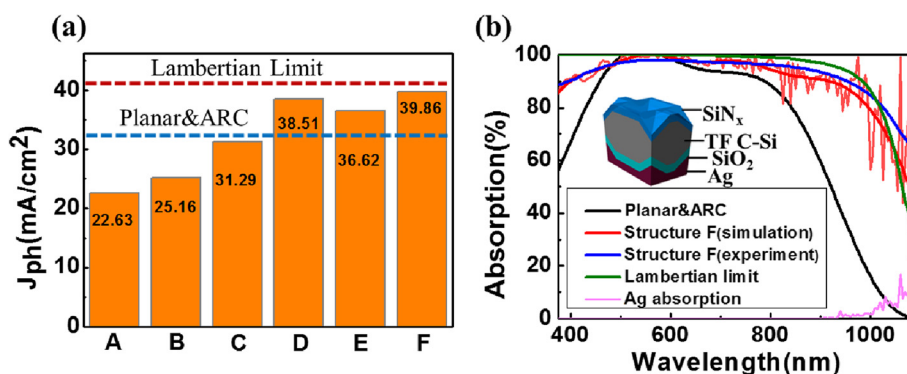 (a)
Jph(mA/cm²)
40
30
20
10
0
Lambertian Limit
Planar&ARC
22.63
25.16
31.29
38.51
36.62
39.86
A B C D E F
(b)
Absorption(%)
100
80
60
40
20
0
SiNx
TF C-Si
SiO2
Ag
Planar&ARC
Structure F(simulation)
Structure F(experiment)
Lambertian limit
Ag absorption
400 600 800 1000
Wavelength(nm)